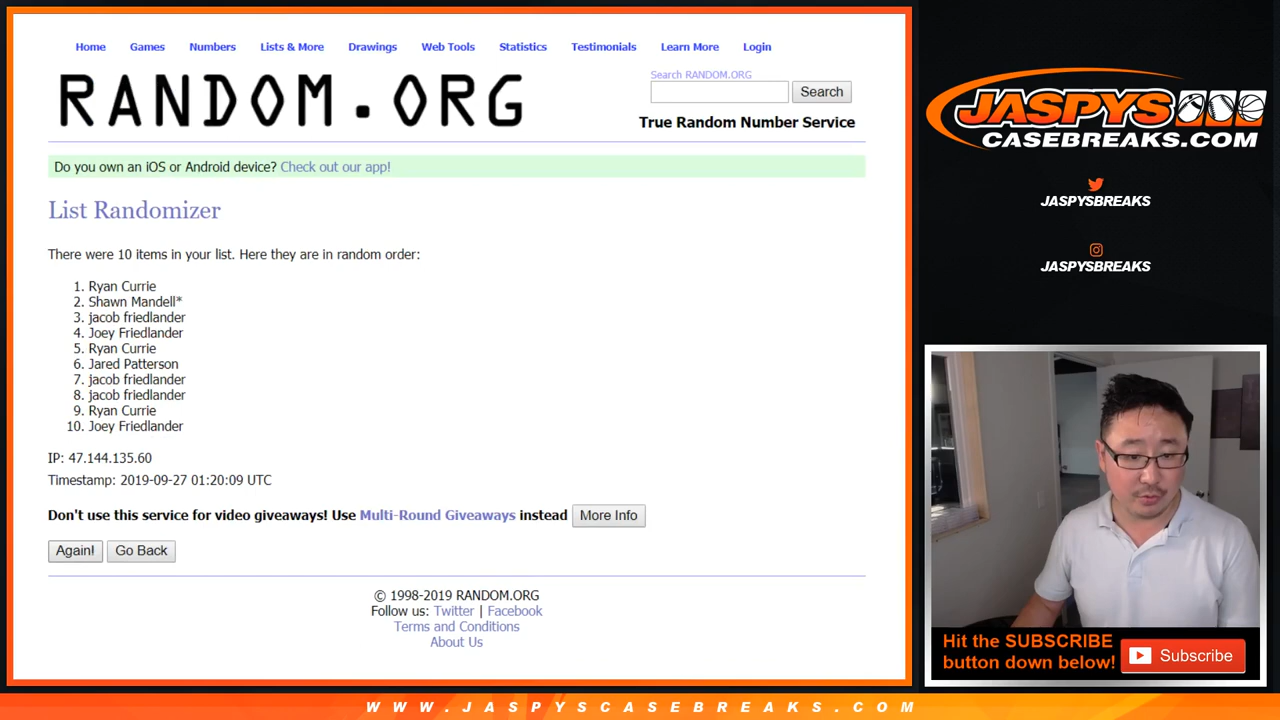 Home Games Numbers Lists & More Drawings Web Tools Statistics Testimonials Learn More Login
RANDOM.ORG
Search RANDOM.ORG
Search
True Random Number Service
Do you own an iOS or Android device? Check out our app!
List Randomizer
There were 10 items in your list. Here they are in random order:
1. Ryan Currie
2. Shawn Mandell*
3. jacob friedlander
4. Joey Friedlander
5. Ryan Currie
6. Jared Patterson
7. jacob friedlander
8. jacob friedlander
9. Ryan Currie
10. Joey Friedlander
IP: 47.144.135.60
Timestamp: 2019-09-27 01:20:09 UTC
Don't use this service for video giveaways! Use Multi-Round Giveaways instead More Info
Again! Go Back
© 1998-2019 RANDOM.ORG
Follow us: Twitter | Facebook
Terms and Conditions
About Us
JASPYS
CASEBREAKS.COM
JASPYSBREAKS
JASPYSBREAKS
Hit the SUBSCRIBE
button down below!
Subscribe
WWW.JASPYSCASEBREAKS.COM